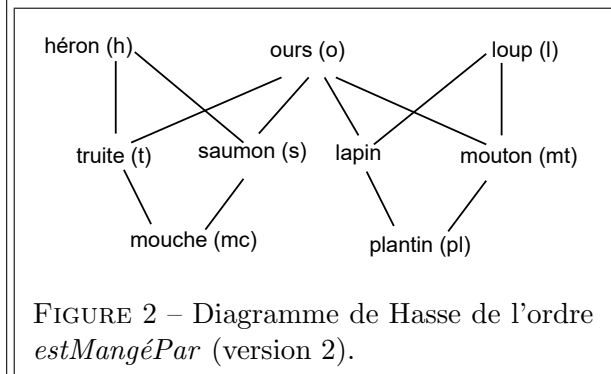 héron (h) ours (o) loup (l)
truite (t) saumon (s) lapin mouton (mt)
mouche (mc) plantin (pl)
FIGURE 2 – Diagramme de Hasse de l'ordre
estMangéPar (version 2).